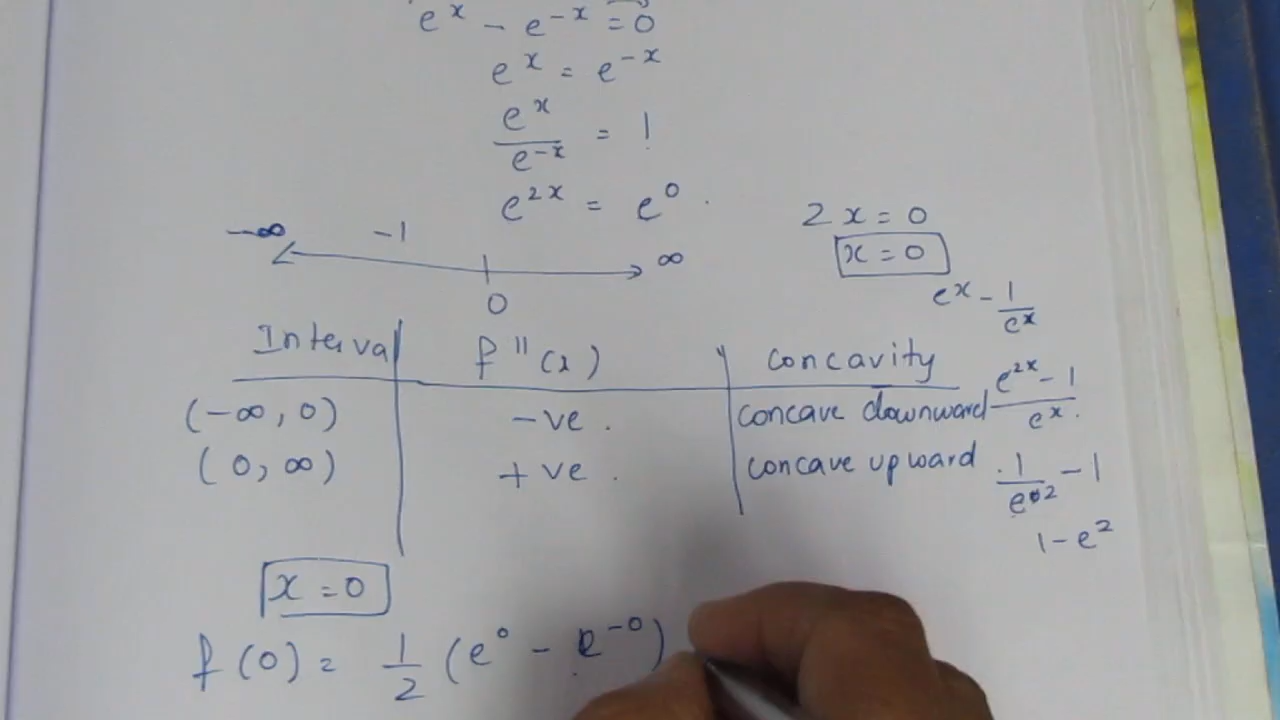 e^x - e^-x = 0
e^x = e^-x
e^x / e^-x = 1
e^2x = e^0 .
2x = 0
x = 0
-∞ -1 0 ∞
e^x - 1/e^x
Interval f''(x) concavity
(-∞, 0) -ve . concave downward
(0, ∞) +ve . concave upward
e^2x - 1 / e^x .
1/e^2 - 1
1 - e^2
x = 0
f(0) = 1/2 (e^0 - e^-0)